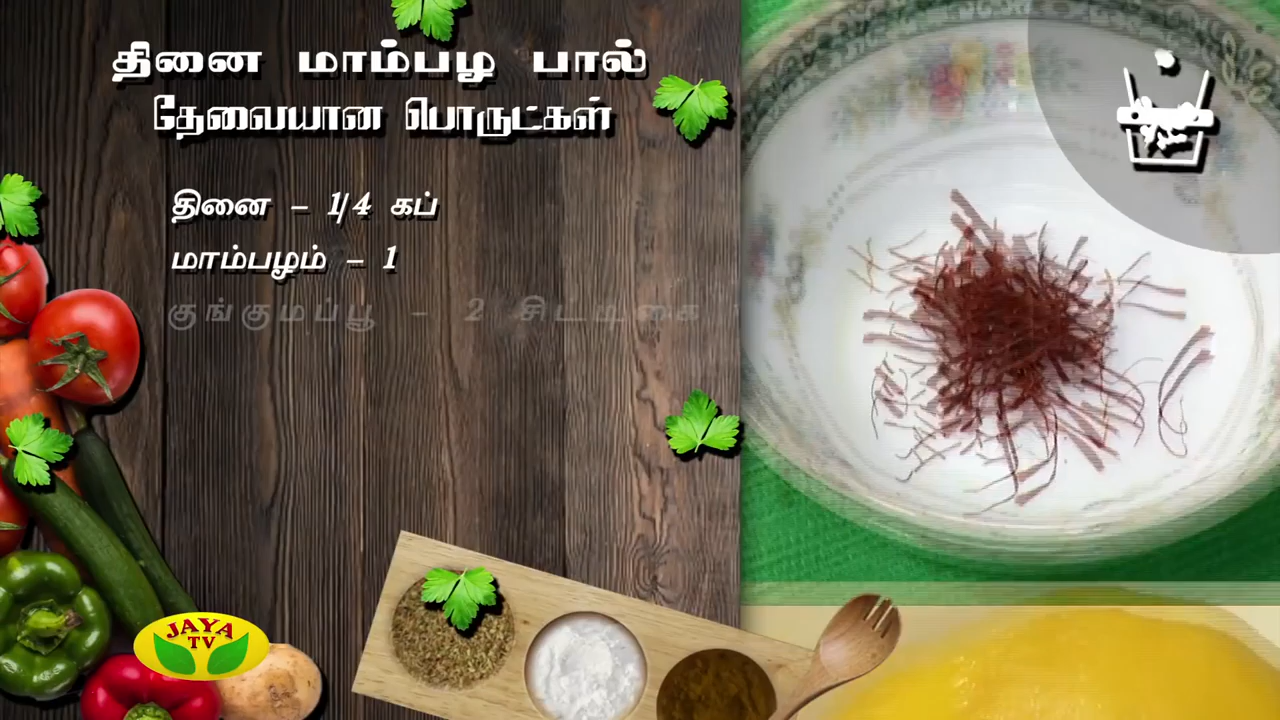 தினை மாம்பழ பால்
தேவையான பொருட்கள்
தினை – 1/4 கப்
மாம்பழம் – 1
குங்குமப்பூ – 2 சிட்டிகை
JAYA
TV